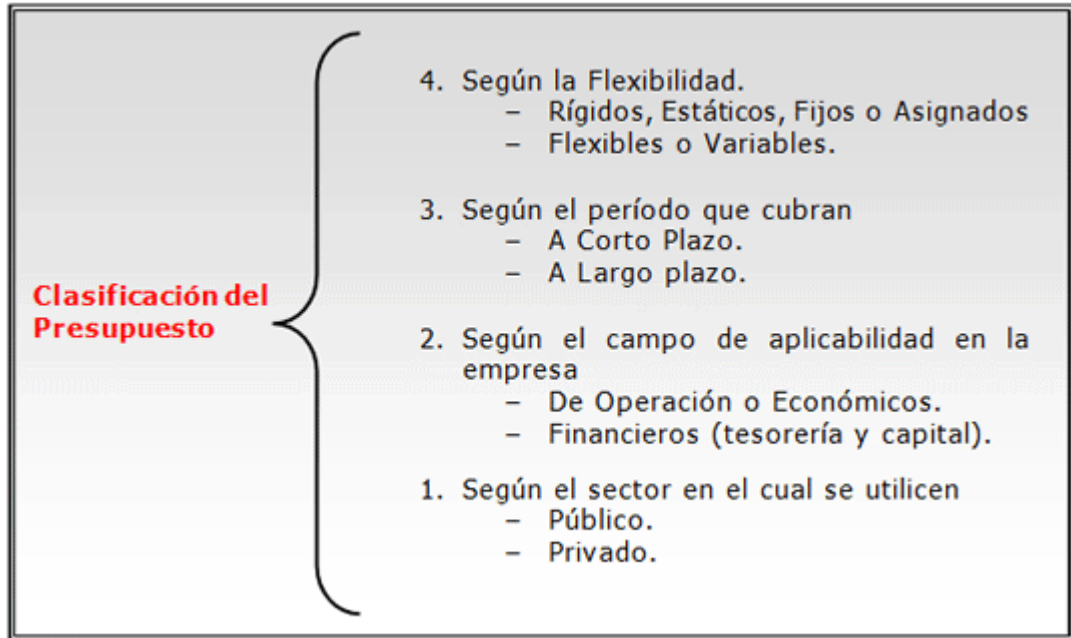 Clasificación del
Presupuesto
4. Según la Flexibilidad.
– Rígidos, Estáticos, Fijos o Asignados
– Flexibles o Variables.
3. Según el período que cubran
– A Corto Plazo.
– A Largo plazo.
2. Según el campo de aplicabilidad en la
empresa
– De Operación o Económicos.
– Financieros (tesorería y capital).
1. Según el sector en el cual se utilicen
– Público.
– Privado.